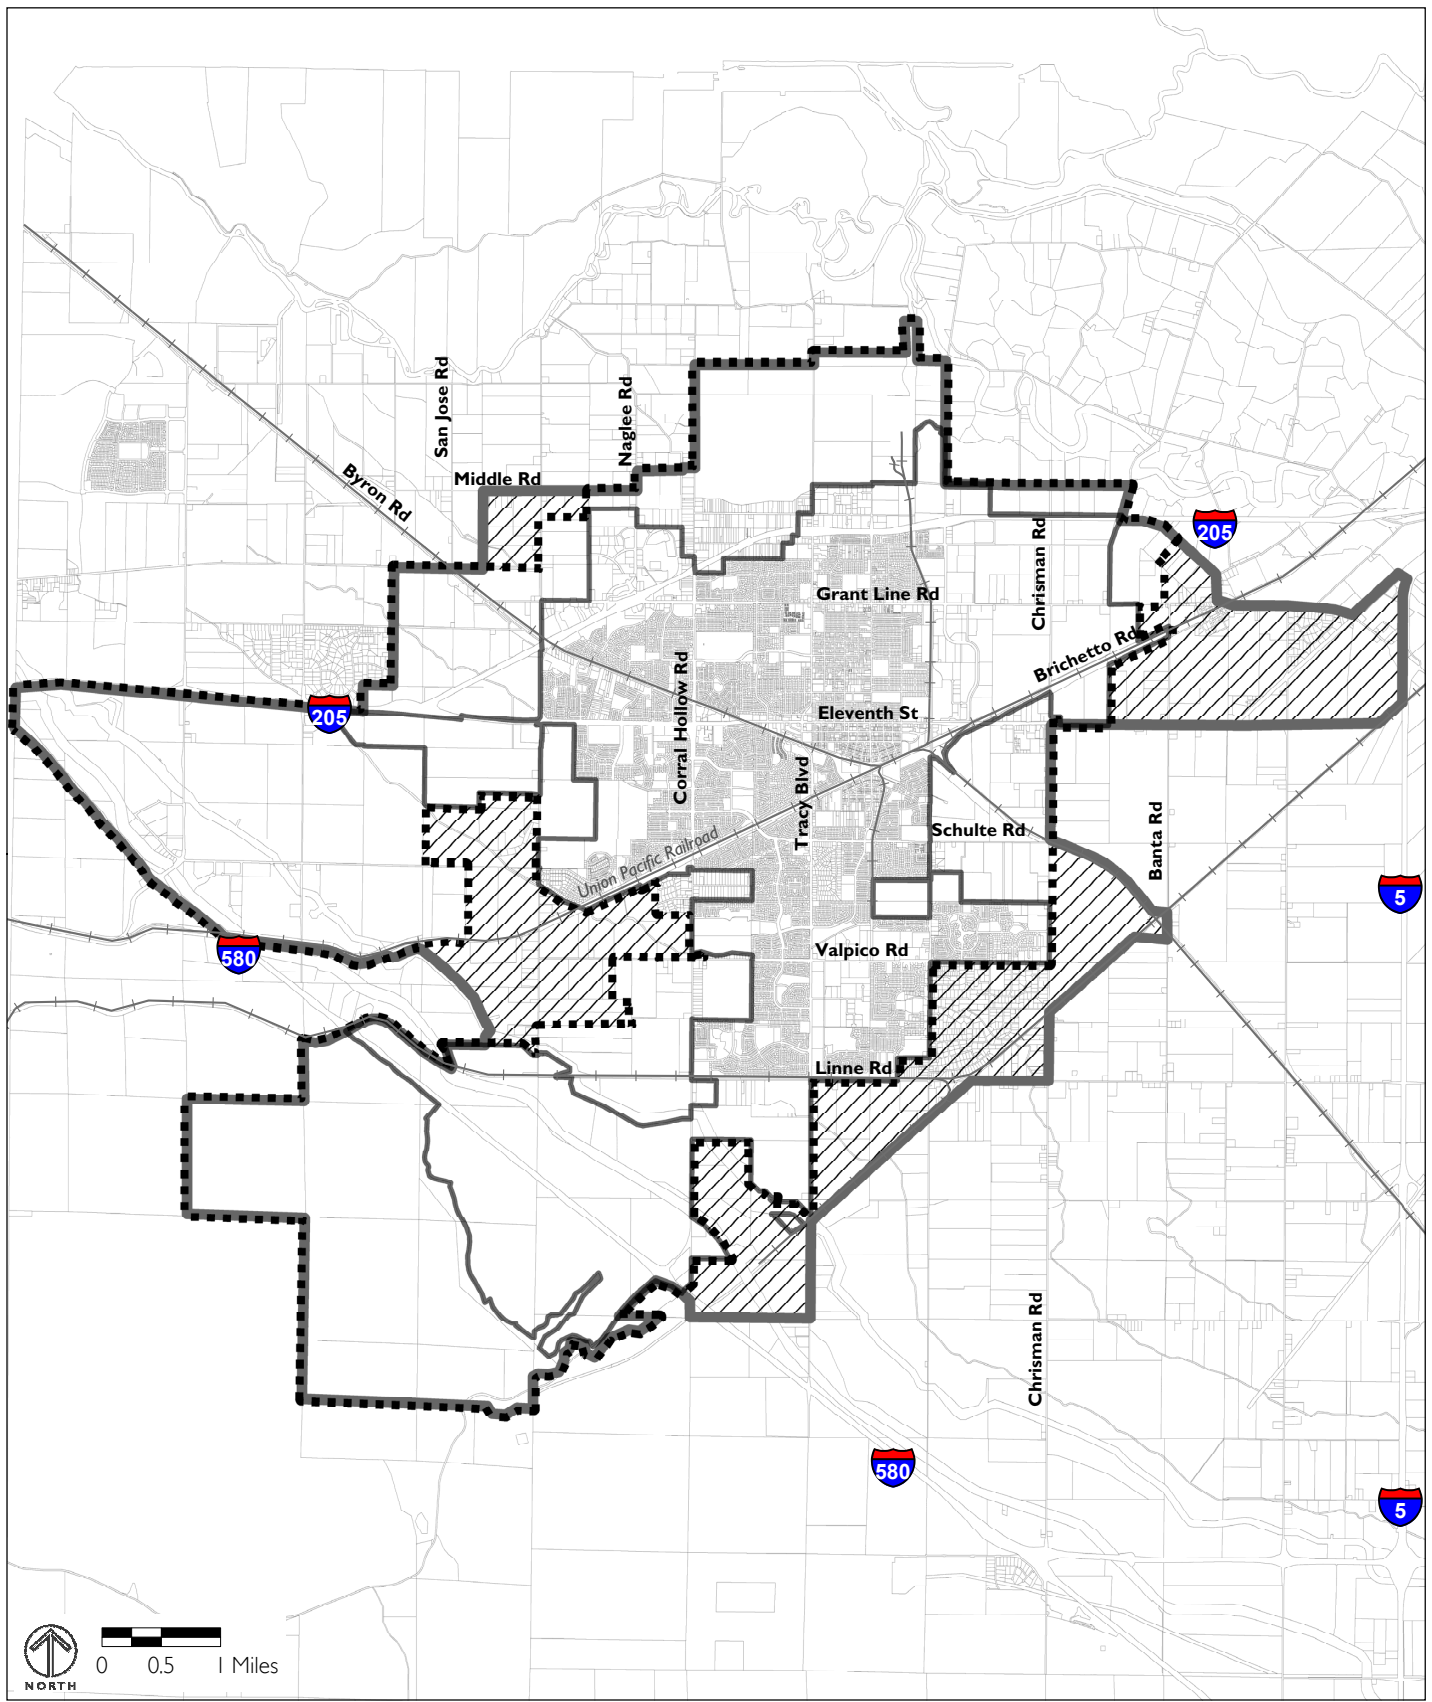 San Jose Rd
Naglee Rd
Middle Rd
Byron Rd
205
Chrisman Rd
Grant Line Rd
Brichetto Rd
Corral Hollow Rd
205
Eleventh St
Tracy Blvd
Schulte Rd
Banta Rd
Union Pacific Railroad
5
580
Valpico Rd
Linne Rd
Chrisman Rd
580
5
NORTH
0 0.5 1 Miles